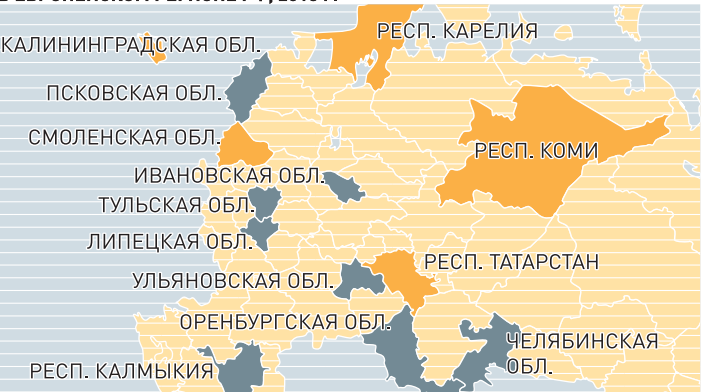 РЕСП. КАРЕЛИЯ
КАЛИНИНГРАДСКАЯ ОБЛ.
ПСКОВСКАЯ ОБЛ.
СМОЛЕНСКАЯ ОБЛ.
РЕСП. КОМИ
ИВАНОВСКАЯ ОБЛ.
ТУЛЬСКАЯ ОБЛ.
ЛИПЕЦКАЯ ОБЛ.
РЕСП. ТАТАРСТАН
УЛЬЯНОВСКАЯ ОБЛ.
ОРЕНБУРГСКАЯ ОБЛ.
ЧЕЛЯБИНСКАЯ
ОБЛ.
РЕСП. КАЛМЫКИЯ